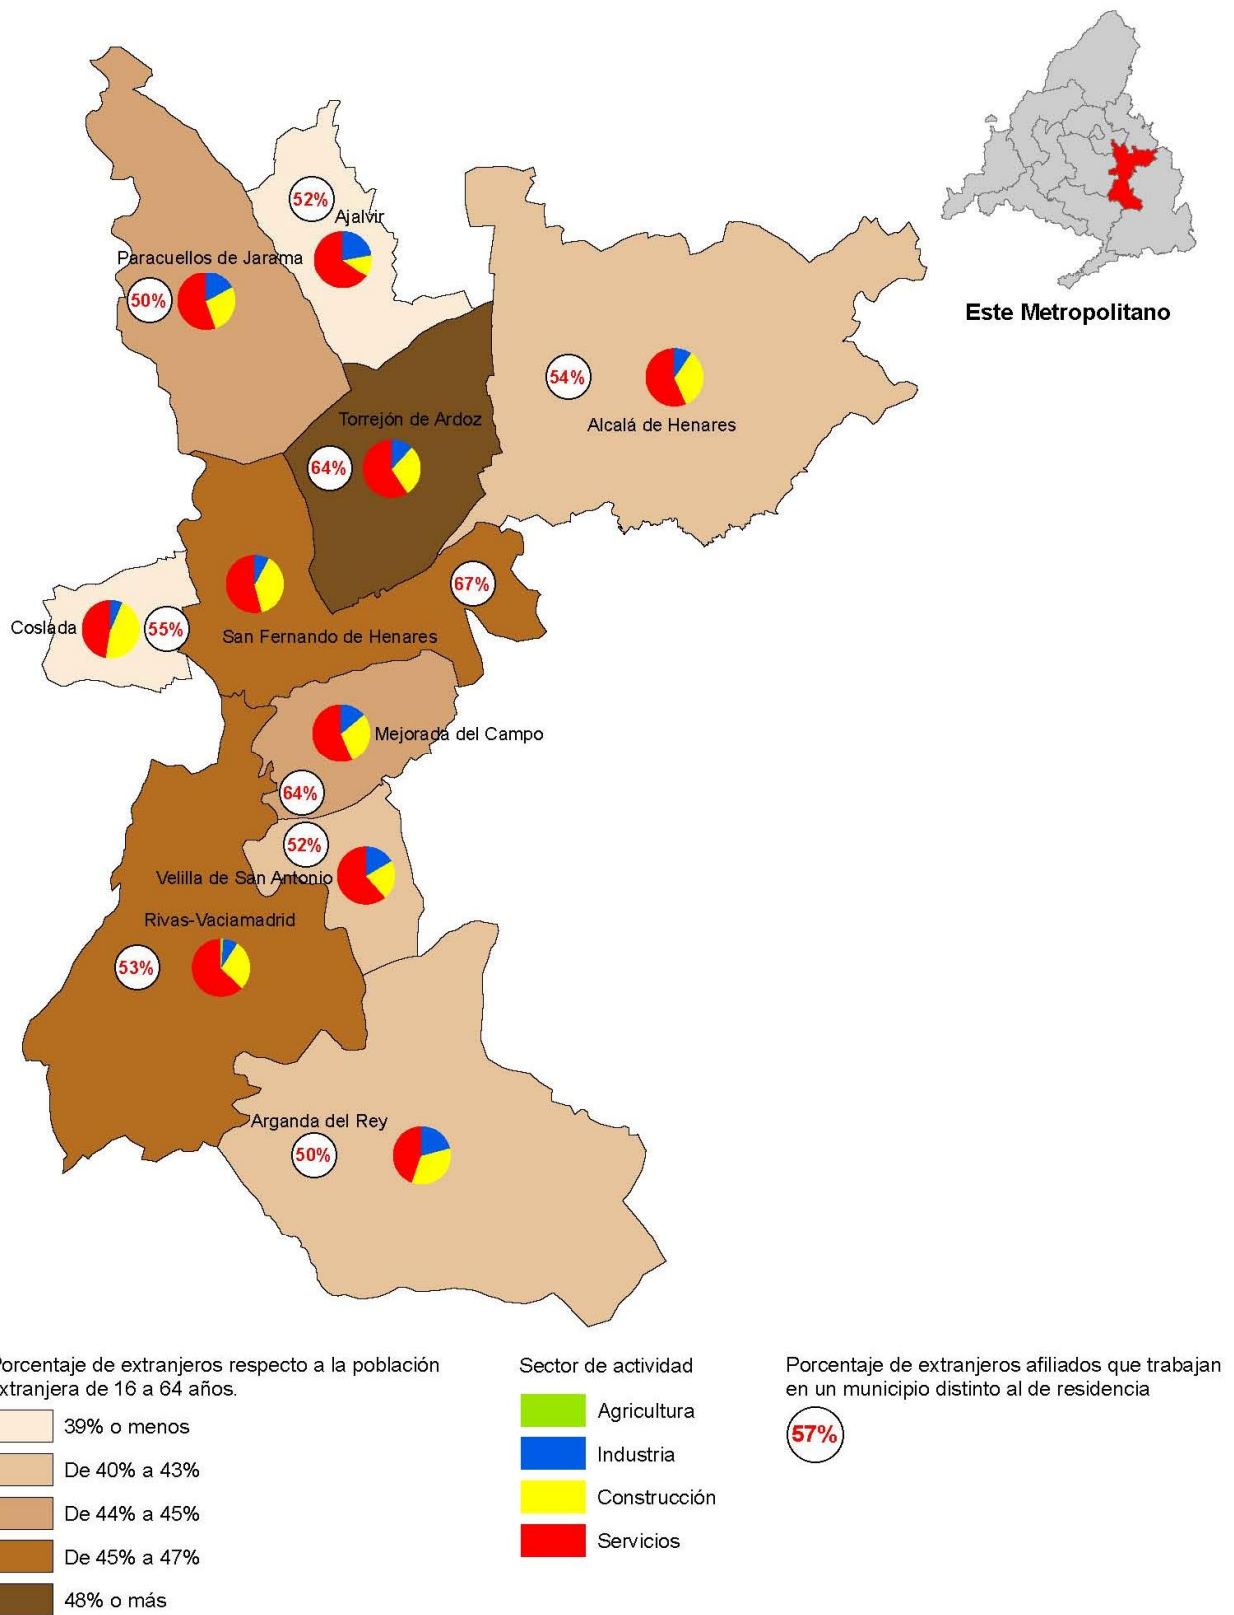 Este Metropolitano
52%
Ajalvir
Paracuellos de Jarama
50%
54%
Alcalá de Henares
Torrejón de Ardoz
64%
67%
Coslada
55%
San Fernando de Henares
Mejorada del Campo
64%
52%
Velilla de San Antonio
Rivas-Vaciamadrid
53%
Arganda del Rey
50%
Porcentaje de extranjeros respecto a la población
extranjera de 16 a 64 años.
39% o menos
De 40% a 43%
De 44% a 45%
De 45% a 47%
48% o más
Sector de actividad
Agricultura
Industria
Construcción
Servicios
Porcentaje de extranjeros afiliados que trabajan
en un municipio distinto al de residencia
57%